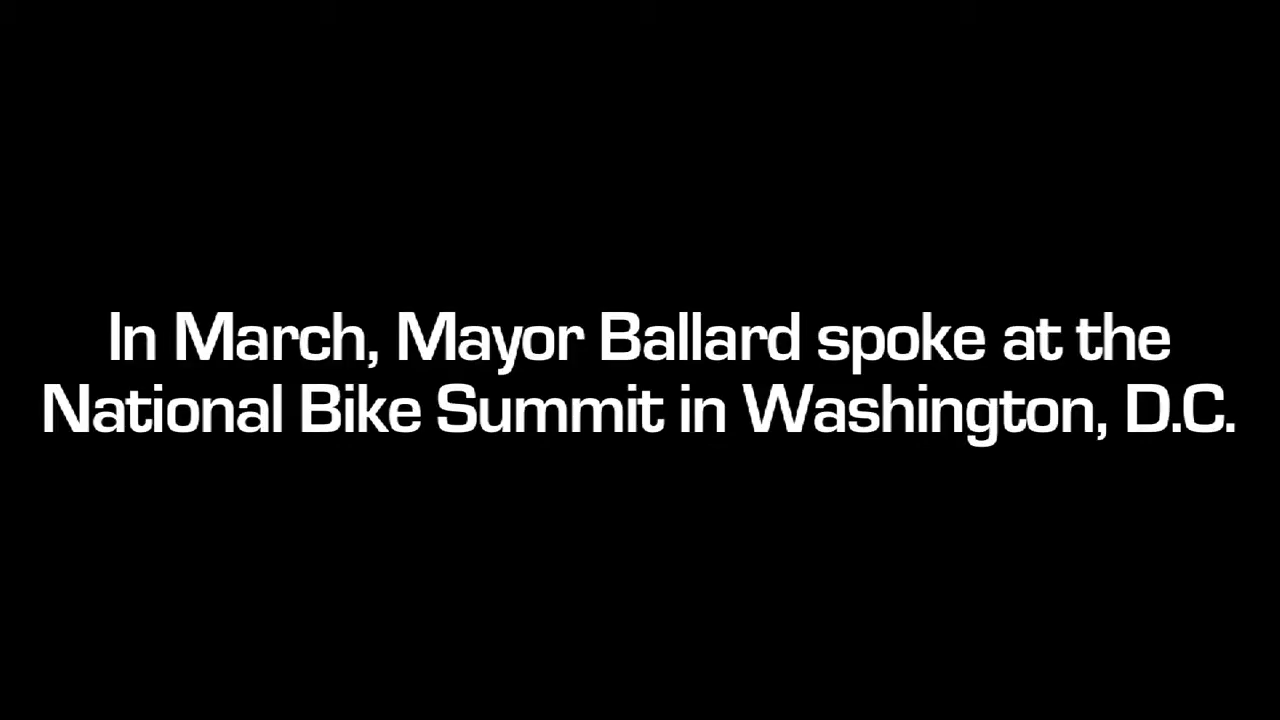 In March, Mayor Ballard spoke at the
National Bike Summit in Washington, D.C.